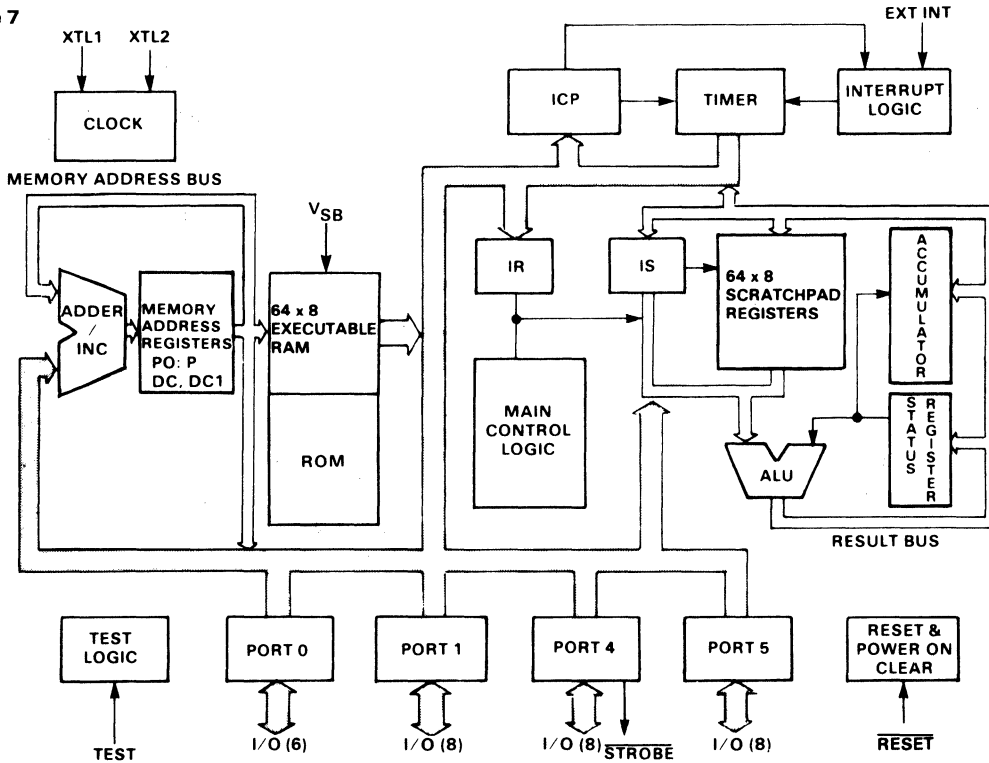 7
XTL1
XTL2
EXT INT
CLOCK
ICP
TIMER
INTERRUPT
LOGIC
MEMORY ADDRESS BUS
VSB
IR
IS
64 x 8
SCRATCHPAD
REGISTERS
ACCUMULATOR
ADDER
/
INC
MEMORY
ADDRESS
REGISTERS
PO: P
DC, DC1
64 x 8
EXECUTABLE
RAM
ROM
MAIN
CONTROL
LOGIC
STATUS
REGISTER
ALU
RESULT BUS
TEST
LOGIC
PORT 0
PORT 1
PORT 4
PORT 5
RESET &
POWER ON
CLEAR
TEST
I/O (6)
I/O (8)
I/O (8)
STROBE
I/O (8)
RESET